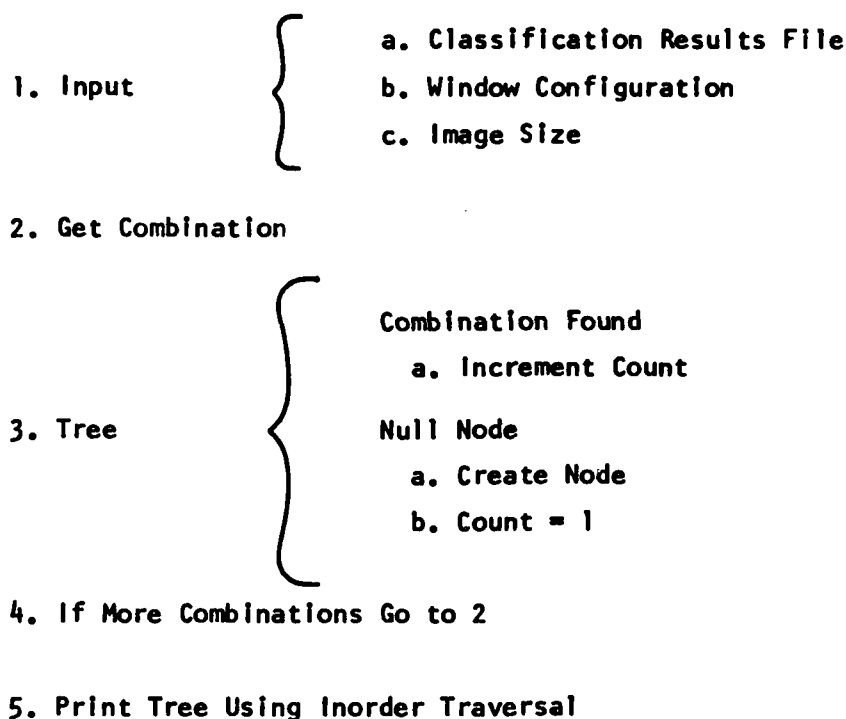 1. Input
a. Classification Results File
b. Window Configuration
c. Image Size
2. Get Combination
3. Tree
Combination Found
a. Increment Count
Null Node
a. Create Node
b. Count = 1
4. If More Combinations Go to 2
5. Print Tree Using Inorder Traversal